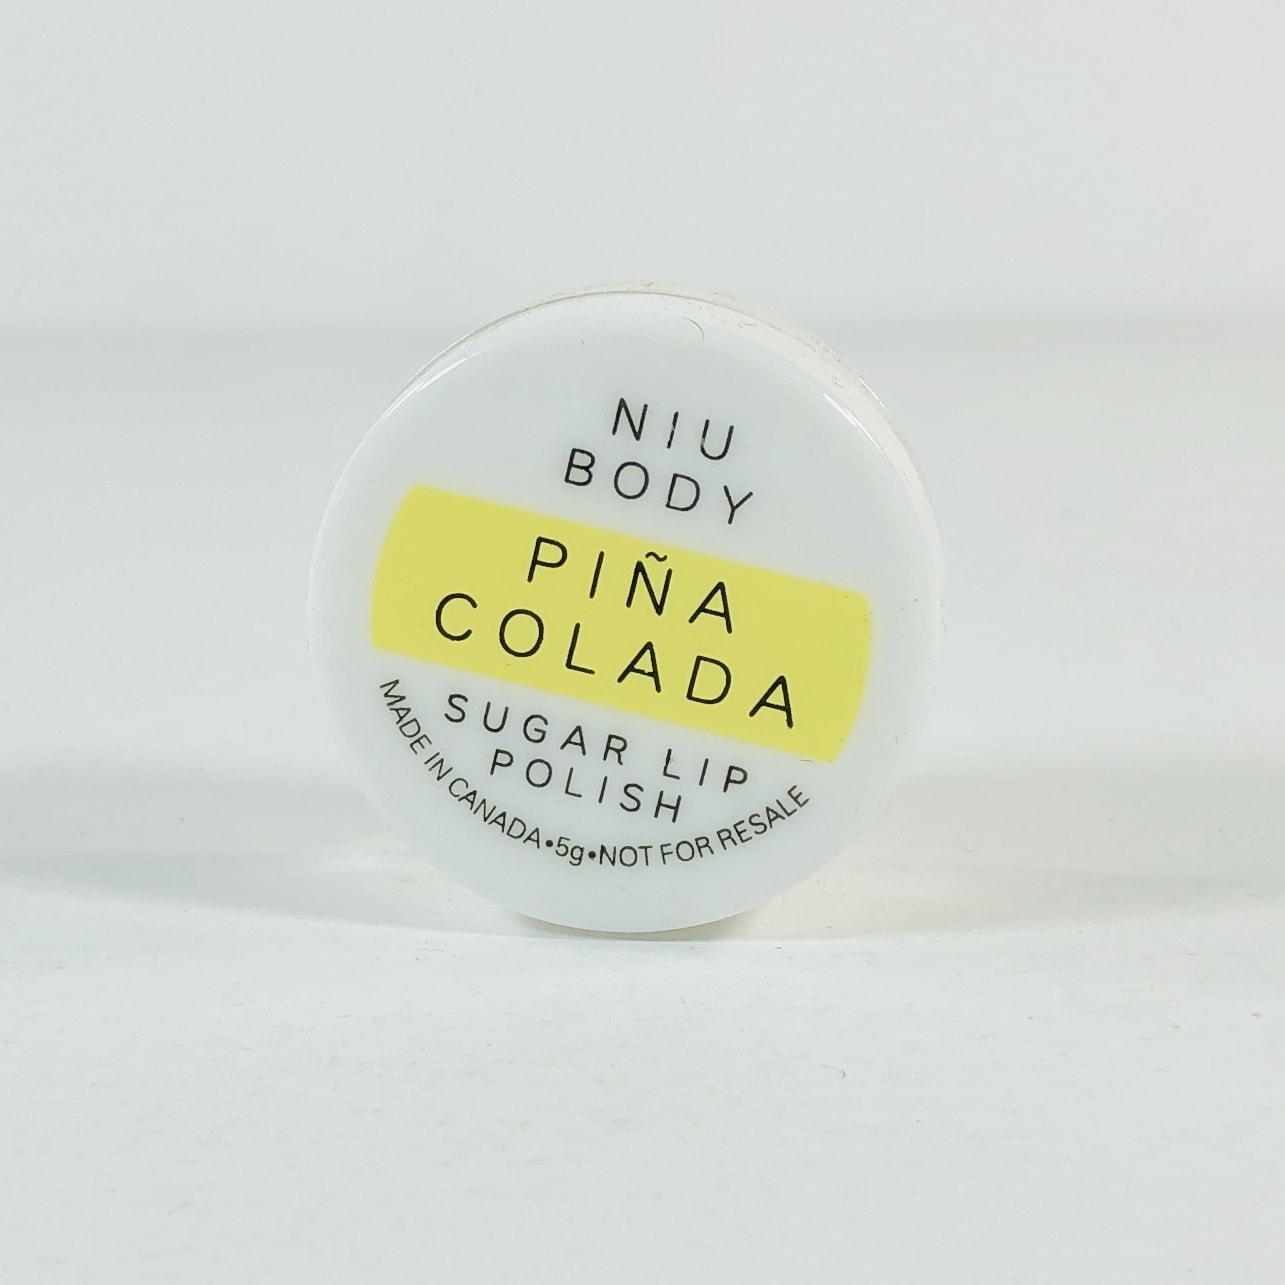 NIU
BODY
PIÑA
COLADA
SUGAR LIP
POLISH
MADE IN CANADA•5g•NOT FOR RESALE